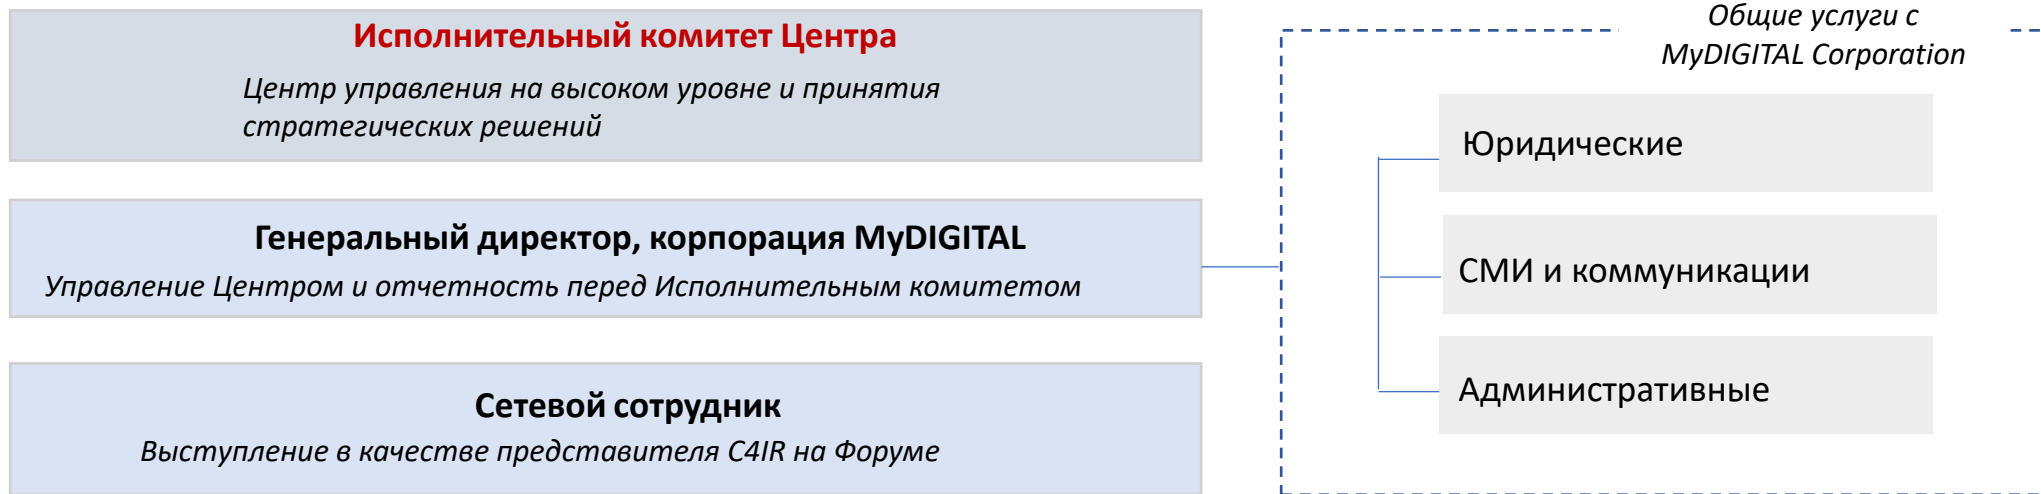 Исполнительный комитет Центра
Центр управления на высоком уровне и принятия
стратегических решений
Генеральный директор, корпорация MyDIGITAL
Управление Центром и отчетность перед Исполнительным комитетом
Сетевой сотрудник
Выступление в качестве представителя C4IR на Форуме
Общие услуги с
MyDIGITAL Corporation
Юридические
СМИ и коммуникации
Административные